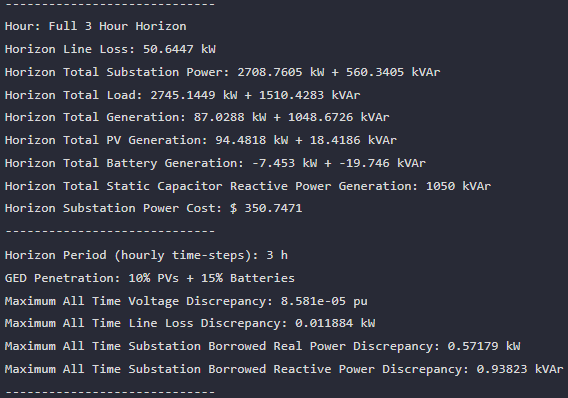 -----------------------------
Hour: Full 3 Hour Horizon
Horizon Line Loss: 50.6447 kW
Horizon Total Substation Power: 2708.7605 kW + 560.3405 kVAr
Horizon Total Load: 2745.1449 kW + 1510.4283 kVAr
Horizon Total Generation: 87.0288 kW + 1048.6726 kVAr
Horizon Total PV Generation: 94.4818 kW + 18.4186 kVAr
Horizon Total Battery Generation: -7.453 kW + -19.746 kVAr
Horizon Total Static Capacitor Reactive Power Generation: 1050 kVAr
Horizon Substation Power Cost: $ 350.7471
-----------------------------
Horizon Period (hourly time-steps): 3 h
GED Penetration: 10% PVs + 15% Batteries
Maximum All Time Voltage Discrepancy: 8.581e-05 pu
Maximum All Time Line Loss Discrepancy: 0.011884 kW
Maximum All Time Substation Borrowed Real Power Discrepancy: 0.57179 kW
Maximum All Time Substation Borrowed Reactive Power Discrepancy: 0.93823 kVAr
-----------------------------